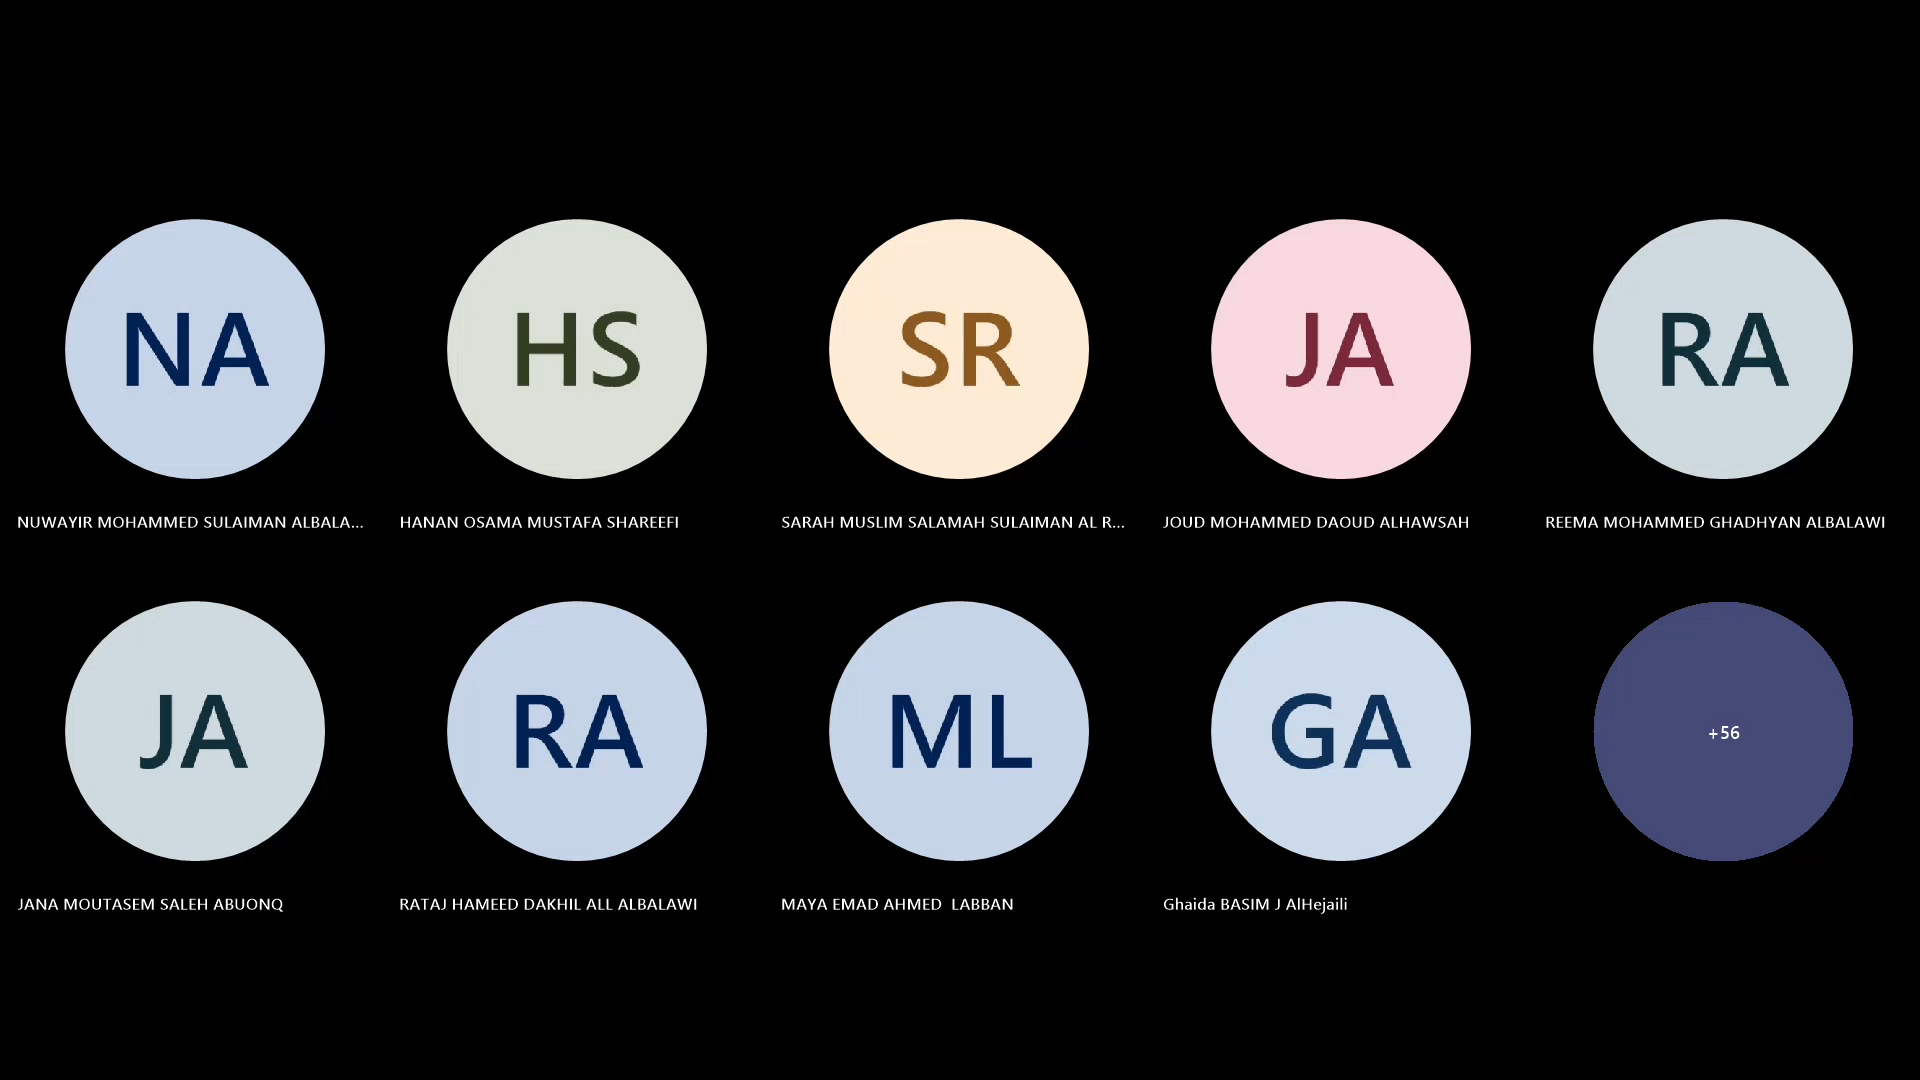 NA
HS
SR
JA
RA
NUWAYIR MOHAMMED SULAIMAN ALBALA...
HANAN OSAMA MUSTAFA SHAREEFI
SARAH MUSLIM SALAMAH SULAIMAN AL R...
JOUD MOHAMMED DAOUD ALHAWSAH
REEMA MOHAMMED GHADHYAN ALBALAWI
JA
RA
ML
GA
+56
JANA MOUTASEM SALEH ABUONQ
RATAJ HAMEED DAKHIL ALL ALBALAWI
MAYA EMAD AHMED  LABBAN
Ghaida BASIM J AlHejaili